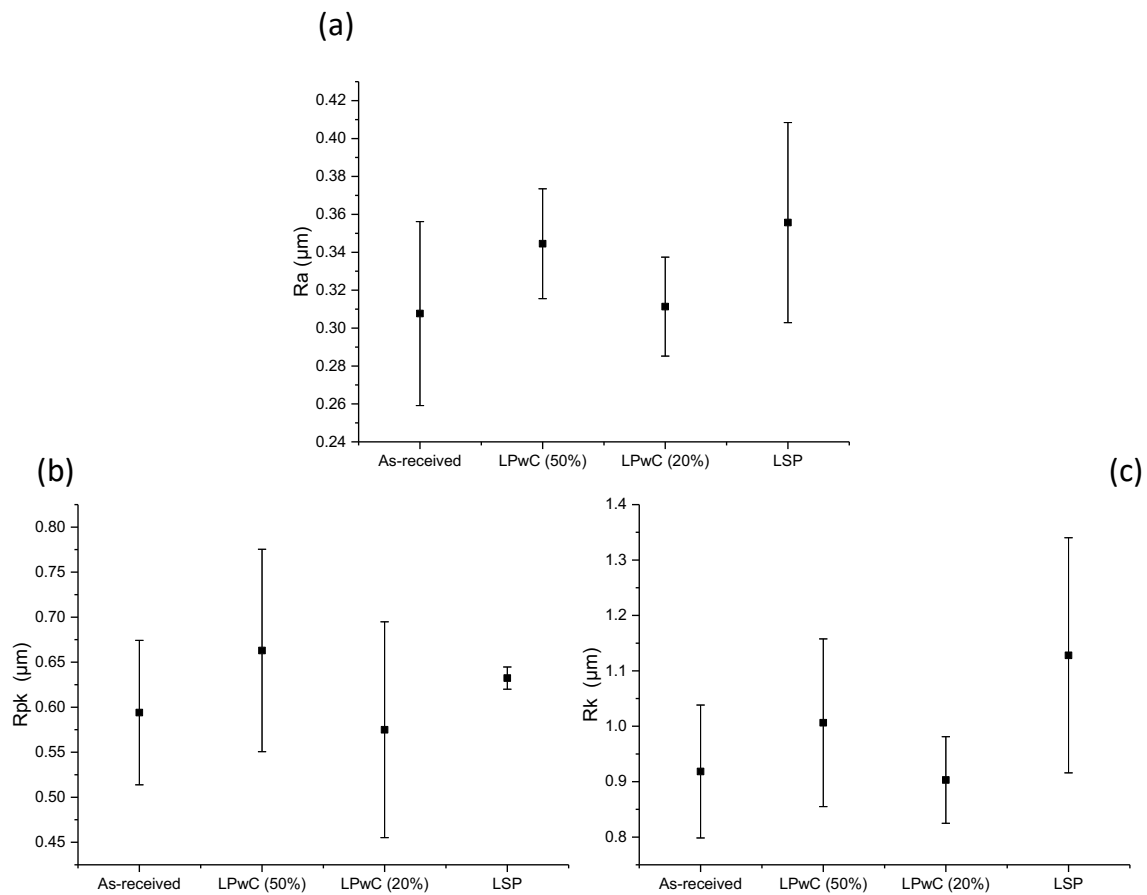 (a)
Ra (µm)
0.42
0.40
0.38
0.36
0.34
0.32
0.30
0.28
0.26
0.24
As-received LPwC (50%) LPwC (20%) LSP
(b)
Rpk (µm)
0.80
0.75
0.70
0.65
0.60
0.55
0.50
0.45
As-received LPwC (50%) LPwC (20%) LSP
(c)
Rk (µm)
1.4
1.3
1.2
1.1
1.0
0.9
0.8
As-received LPwC (50%) LPwC (20%) LSP